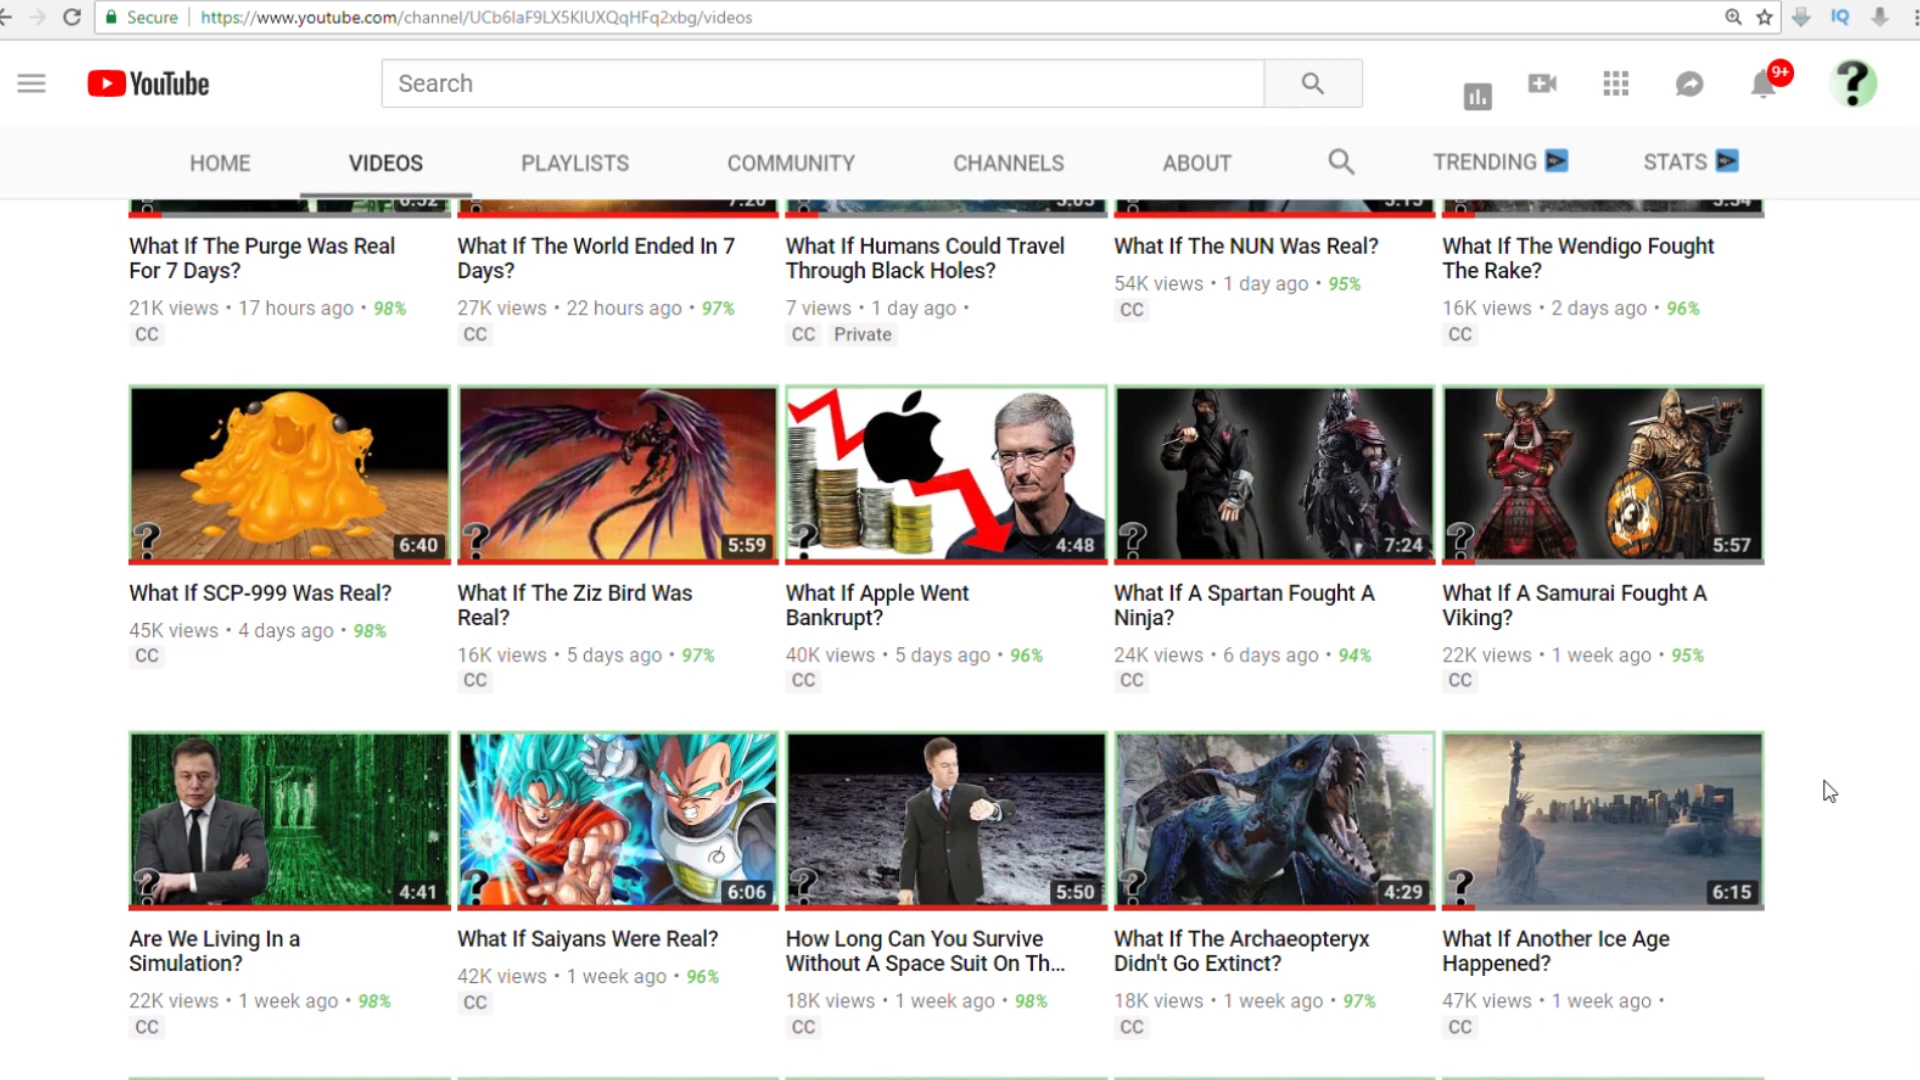 Secure https://www.youtube.com/channel/UCb6IaF9LX5KIUXQqHFq2xbg/videos IQ
YouTube Search 9+ ?
HOME VIDEOS PLAYLISTS COMMUNITY CHANNELS ABOUT TRENDING STATS
6:32 7:20 3:34
What If The Purge Was Real What If The World Ended In 7 What If Humans Could Travel What If The NUN Was Real? What If The Wendigo Fought
For 7 Days? Days? Through Black Holes? 54K views • 1 day ago • 95% The Rake?
21K views • 17 hours ago • 98% 27K views • 22 hours ago • 97% 7 views • 1 day ago • CC 16K views • 2 days ago • 96%
CC CC CC Private CC
? 6:40 ? 5:59 ? 4:48 ? 7:24 ? 5:57
What If SCP-999 Was Real? What If The Ziz Bird Was What If Apple Went What If A Spartan Fought A What If A Samurai Fought A
45K views • 4 days ago • 98% Real? Bankrupt? Ninja? Viking?
CC 16K views • 5 days ago • 97% 40K views • 5 days ago • 96% 24K views • 6 days ago • 94% 22K views • 1 week ago • 95%
CC CC CC CC
? 4:41 ? 6:06 ? 5:50 ? 4:29 ? 6:15
Are We Living In a What If Saiyans Were Real? How Long Can You Survive What If The Archaeopteryx What If Another Ice Age
Simulation? 42K views • 1 week ago • 96% Without A Space Suit On Th... Didn't Go Extinct? Happened?
22K views • 1 week ago • 98% CC 18K views • 1 week ago • 98% 18K views • 1 week ago • 97% 47K views • 1 week ago •
CC CC CC CC